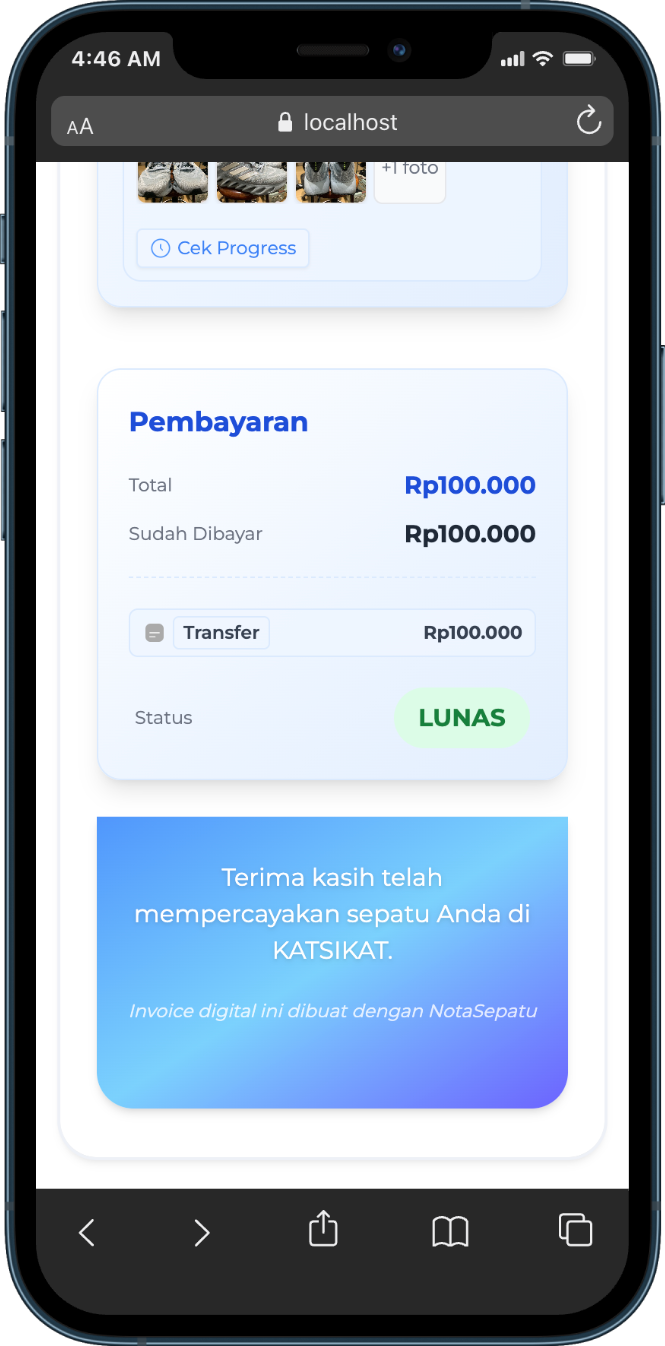 4:46 AM
AA localhost
+1 foto
Cek Progress
Pembayaran
Total Rp100.000
Sudah Dibayar Rp100.000
Transfer Rp100.000
Status LUNAS
Terima kasih telah
mempercayakan sepatu Anda di
KATSIKAT.
Invoice digital ini dibuat dengan NotaSepatu